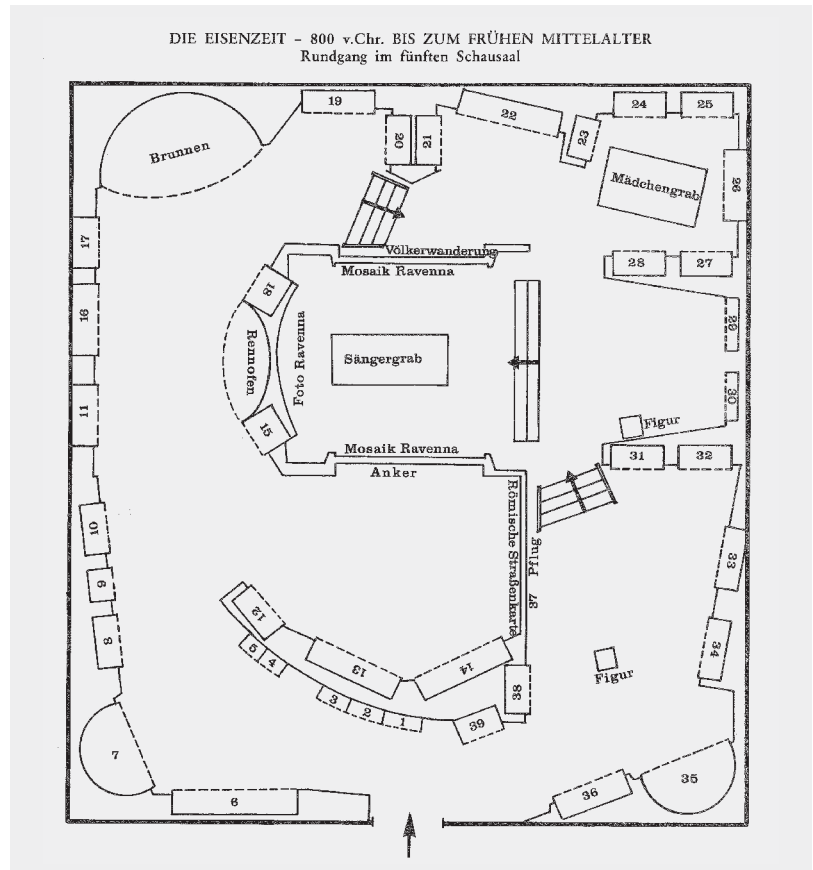 DIE EISENZEIT – 800 v.Chr. BIS ZUM FRÜHEN MITTELALTER
Rundgang im fünften Schausaal
19
20
21
22
23
24
25
Brunnen
Mädchengrab
26
17
Völkerwanderung
Mosaik Ravenna
28
27
18
16
29
Rennofen
Foto Ravenna
Sängergrab
30
11
15
Figur
Mosaik Ravenna
Anker
31
32
10
Römische Straßenkarte
37 Pflug
33
9
12
8
5
4
13
14
34
Figur
3
2
1
38
39
7
6
36
35